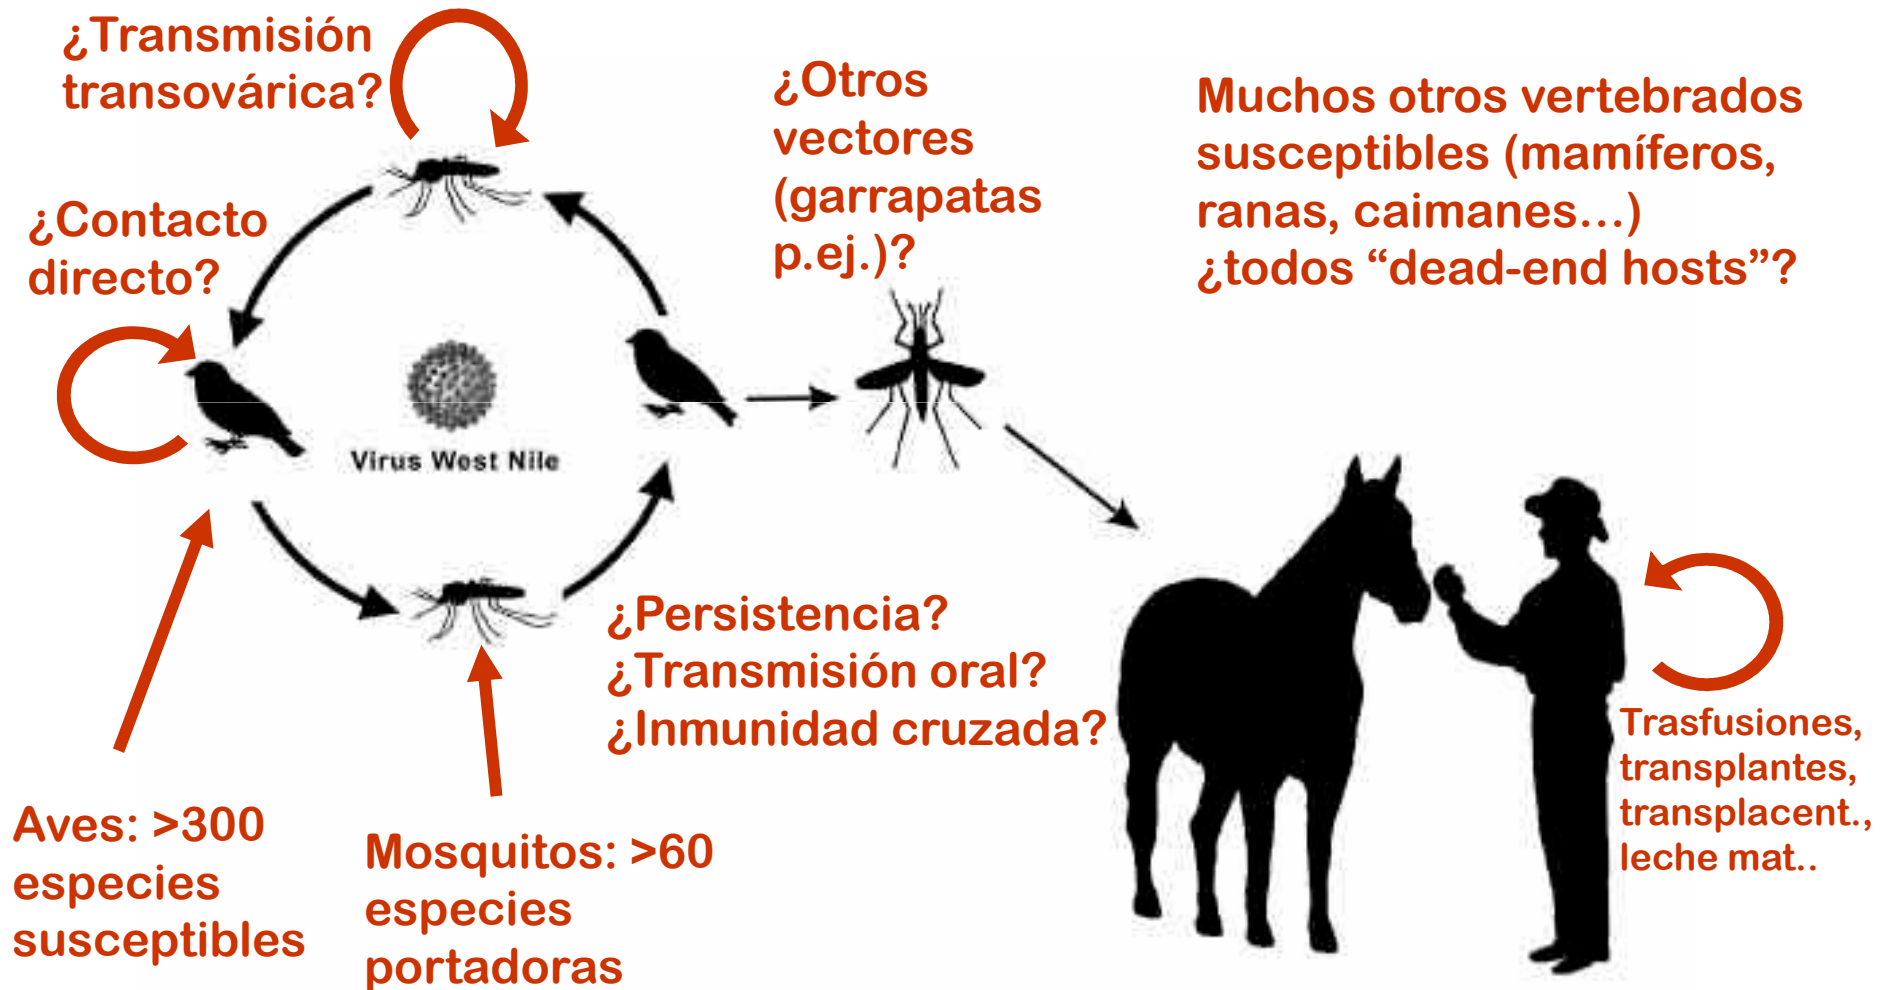 ¿Transmisión
transovárica?
¿Contacto
directo?
¿Otros
vectores
(garrapatas
p.ej.)?
Muchos otros vertebrados
susceptibles (mamíferos,
ranas, caimanes...)
¿todos “dead-end hosts”?
Virus West Nile
¿Persistencia?
¿Transmisión oral?
¿Inmunidad cruzada?
Trasfusiones,
transplantes,
transplacent.,
leche mat..
Aves: >300
especies
susceptibles
Mosquitos: >60
especies
portadoras